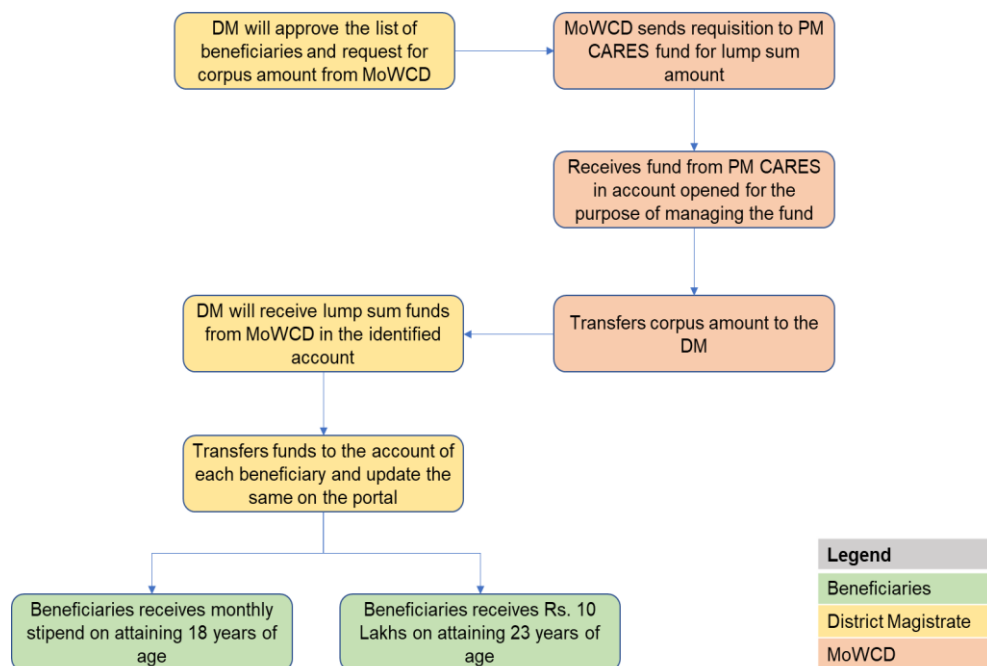 DM will approve the list of
beneficiaries and request for
corpus amount from MoWCD
MoWCD sends requisition to PM
CARES fund for lump sum
amount
Receives fund from PM CARES
in account opened for the
purpose of managing the fund
Transfers corpus amount to the
DM
DM will receive lump sum funds
from MoWCD in the identified
account
Transfers funds to the account of
each beneficiary and update the
same on the portal
Beneficiaries receives monthly
stipend on attaining 18 years of
age
Beneficiaries receives Rs. 10
Lakhs on attaining 23 years of
age
Legend
Beneficiaries
District Magistrate
MoWCD